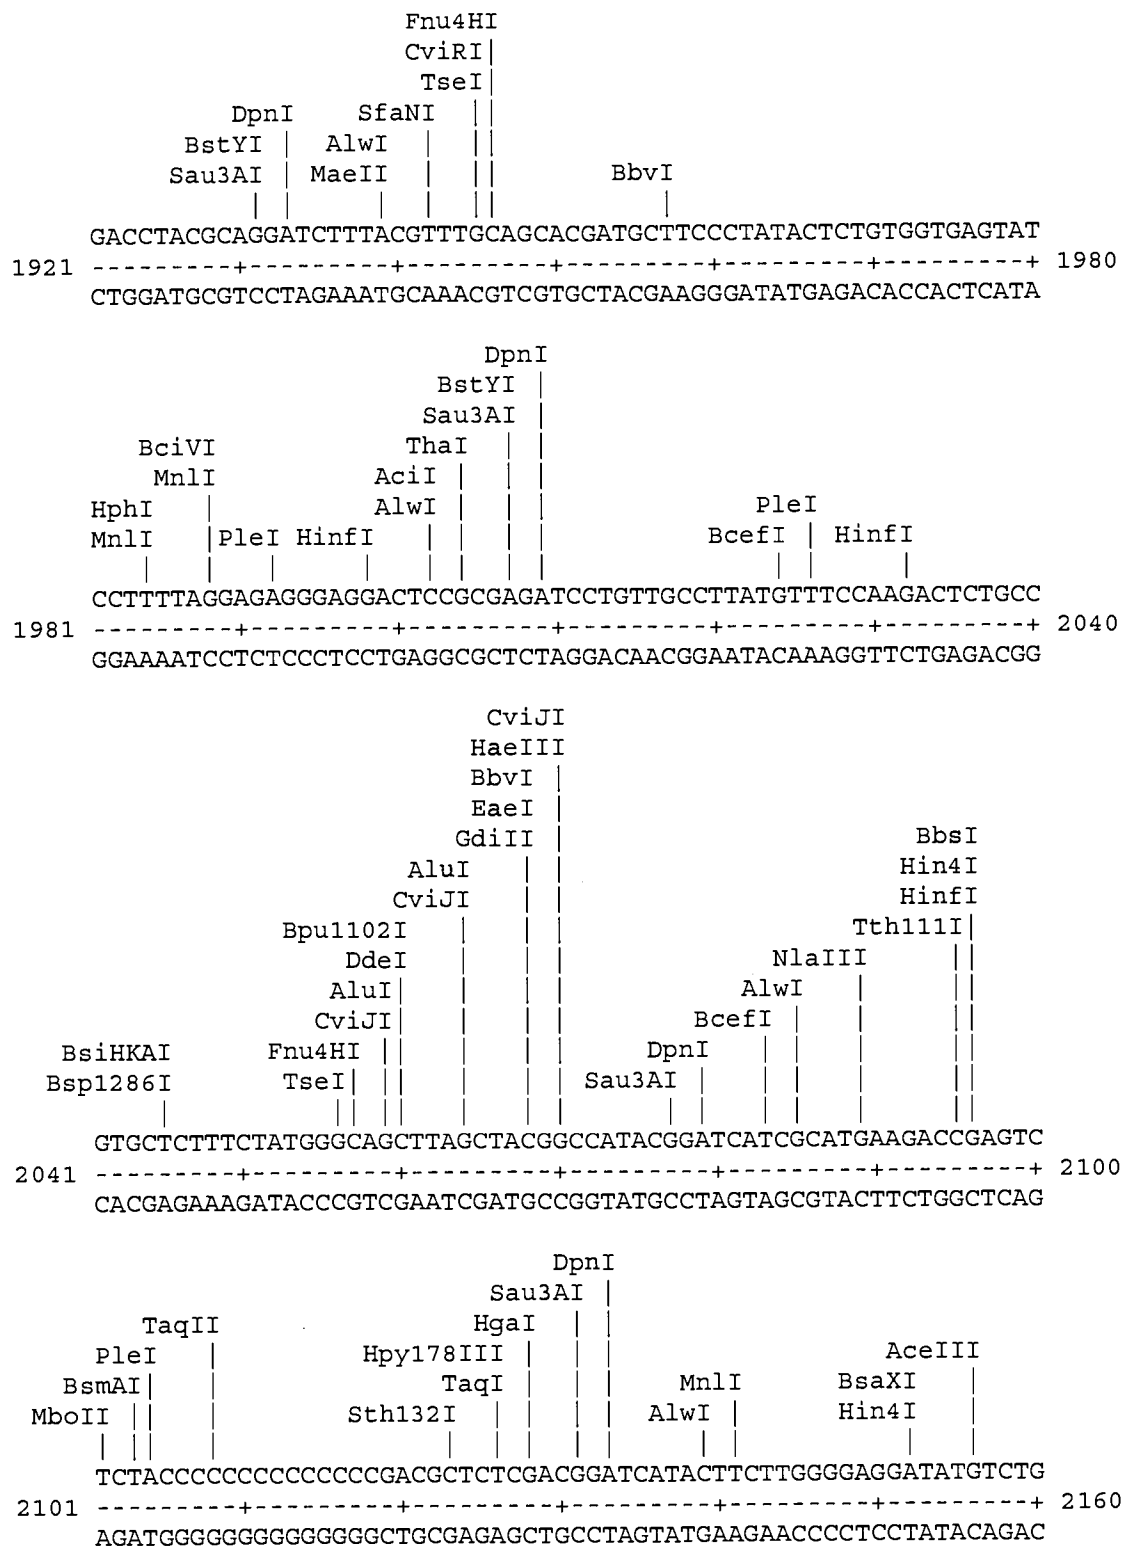 Fnu4HI
CviRI|
TseI|
DpnI SfaNI ||
BstYI | AlwI | ||
Sau3AI | MaeII | || BbvI
GACCTACGCAGGATCTTTACGTTTGCAGCACGATGCTTCCCTATACTCTGTGGTGAGTAT
1921 ---------+---------+---------+---------+---------+---------+ 1980
CTGGATGCGTCCTAGAAATGCAAACGTCGTGCTACGAAGGGATATGAGACACCACTCATA
DpnI
BstYI |
Sau3AI |
BciVI ThaI | |
MnlI AciI | | |
HphI | AlwI | | | PleI
MnlI |PleI HinfI | | | | BcefI | HinfI
CCTTTTAGGAGAGGGAGGACTCCGCGAGATCCTGTTGCCTTATGTTTCCAAGACTCTGCC
1981 ---------+---------+---------+---------+---------+---------+ 2040
GGAAAATCCTCTCCCTCCTGAGGCGCTCTAGGACAACGGAATACAAAGGTTCTGAGACGG
CviJI
HaeIII
BbvI |
EaeI |
GdiII | BbsI
AluI | | Hin4I
CviJI | | HinfI
Bpu1102I | | | Tth111I|
DdeI | | | NlaIII ||
AluI| | | | AlwI | ||
CviJI| | | | BcefI | | ||
BsiHKAI Fnu4HI || | | | DpnI | | | ||
Bsp1286I TseI| || | | | Sau3AI | | | | ||
GTGCTCTTTCTATGGGCAGCTTAGCTACGGCCATACGGATCATCGCATGAAGACCGAGTC
2041 ---------+---------+---------+---------+---------+---------+ 2100
CACGAGAAAGATACCCGTCGAATCGATGCCGGTATGCCTAGTAGCGTACTTCTGGCTCAG
DpnI
Sau3AI |
TaqII HgaI | |
PleI | Hpy178III | | | AceIII
BsmAI| | TaqI | | | MnlI BsaXI |
MboII || | Sth132I | | | | AlwI | Hin4I |
TCTACCCCCCCCCCCCCCGACGCTCTCGACGGATCATACTTCTTGGGGAGGATATGTCTG
2101 ---------+---------+---------+---------+---------+---------+ 2160
AGATGGGGGGGGGGGGGGCTGCGAGAGCTGCCTAGTATGAAGAACCCCTCCTATACAGAC